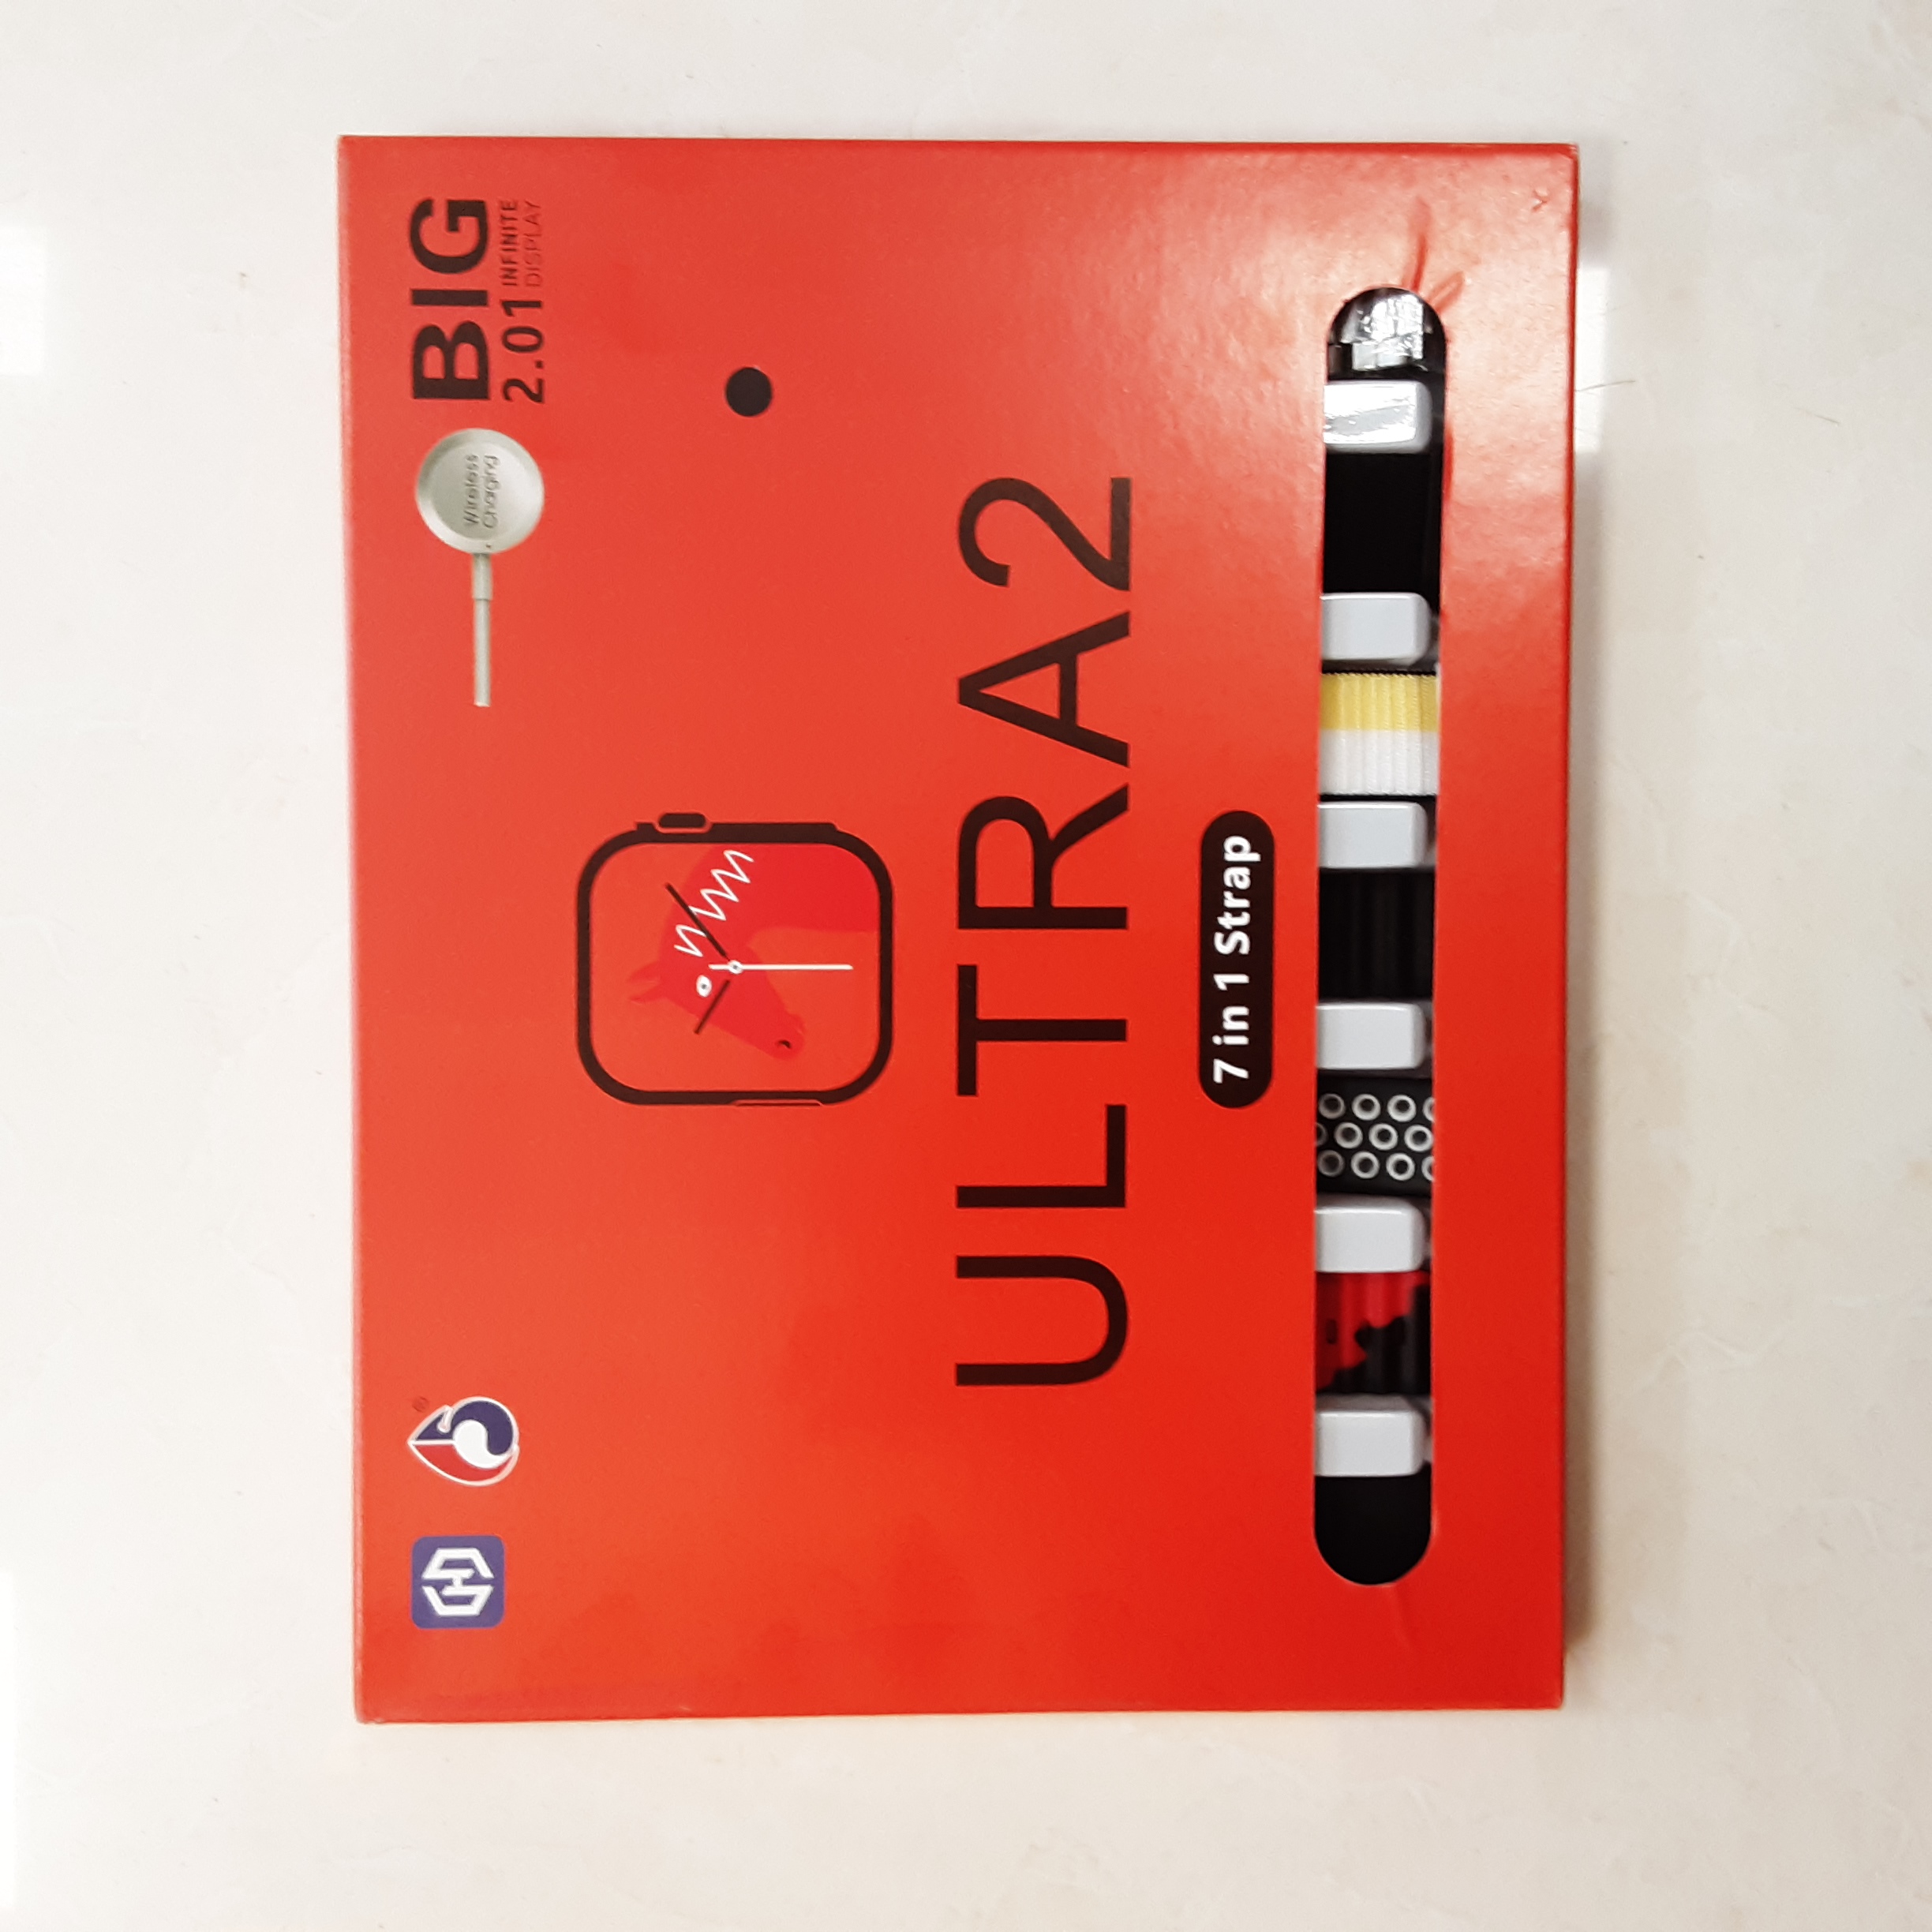 Wireless
Charging
BIG
2.01 INFINITE
DISPLAY
ULTRA2
7 in 1 Strap